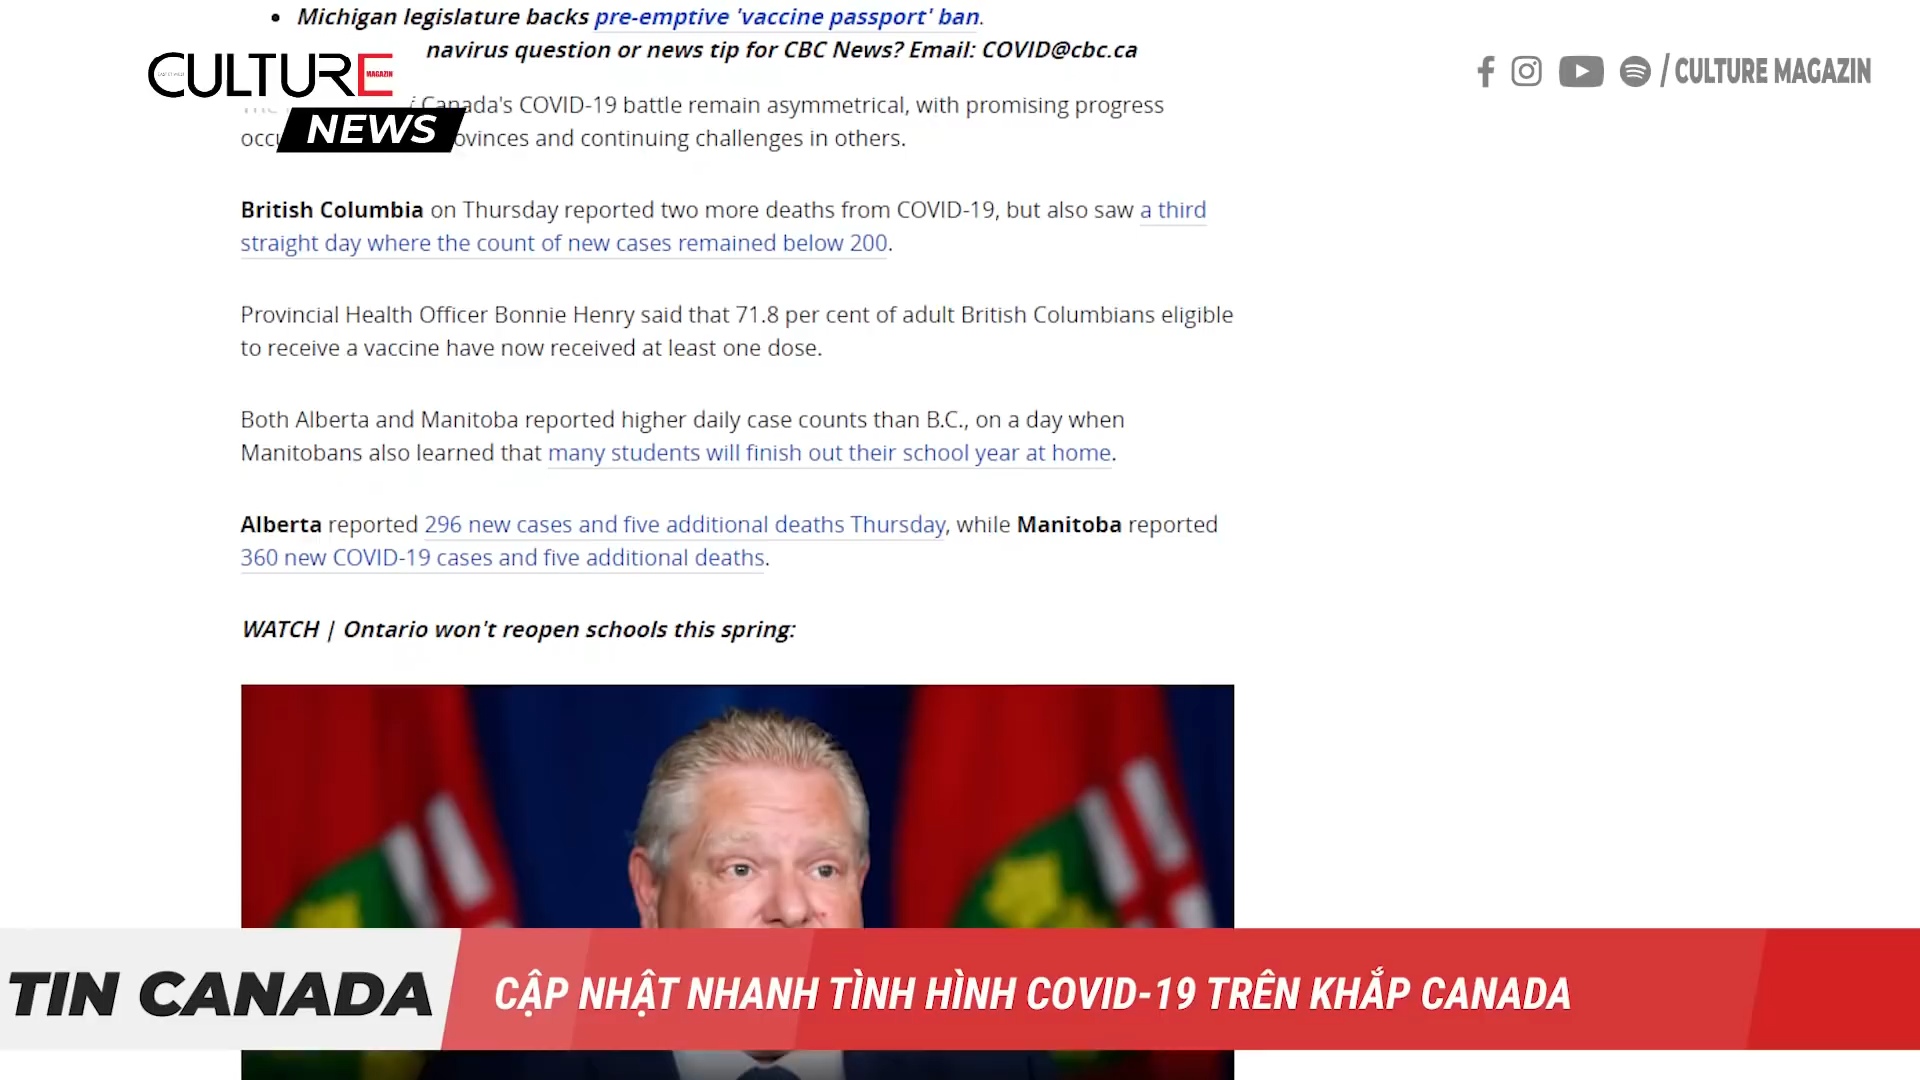 Michigan legislature backs pre-emptive 'vaccine passport' ban.
navirus question or news tip for CBC News? Email: COVID@cbc.ca
CULTURE
MAGAZIN
NEWS
/ CULTURE MAGAZIN
Canada's COVID-19 battle remain asymmetrical, with promising progress
occ ovinces and continuing challenges in others.
British Columbia on Thursday reported two more deaths from COVID-19, but also saw a third
straight day where the count of new cases remained below 200.
Provincial Health Officer Bonnie Henry said that 71.8 per cent of adult British Columbians eligible
to receive a vaccine have now received at least one dose.
Both Alberta and Manitoba reported higher daily case counts than B.C., on a day when
Manitobans also learned that many students will finish out their school year at home.
Alberta reported 296 new cases and five additional deaths Thursday, while Manitoba reported
360 new COVID-19 cases and five additional deaths.
WATCH | Ontario won't reopen schools this spring:
TIN CANADA
CẬP NHẬT NHANH TÌNH HÌNH COVID-19 TRÊN KHẮP CANADA